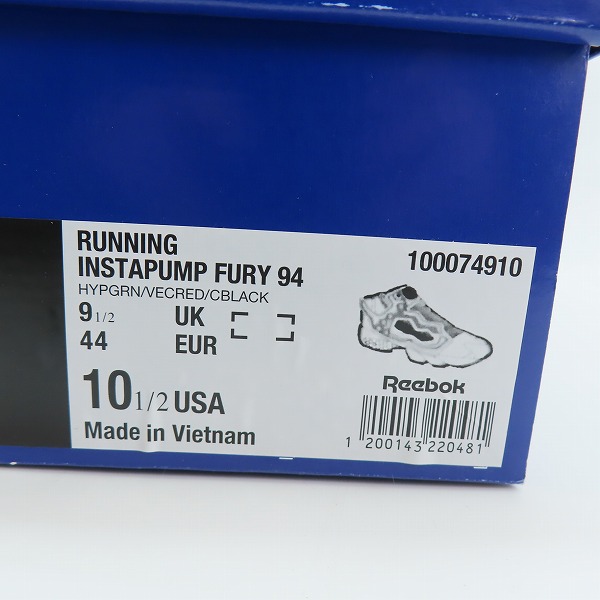 RUNNING
INSTAPUMP FURY 94
100074910
HYPGRN/VECRED/CBLACK
9 1/2 UK
44 EUR
10 1/2 USA
Made in Vietnam
Reebok
1 200143 220481